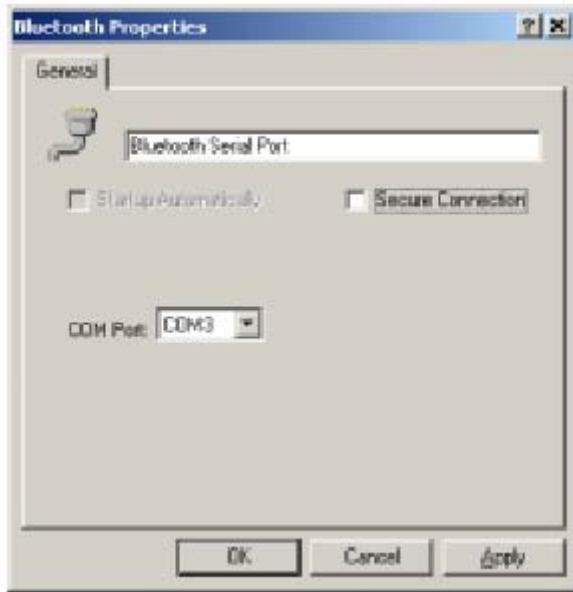 Bluetooth Properties
General
Bluetooth Serial Port
Startup Automatically
Secure Connection
COM Port: COM3
OK Cancel Apply